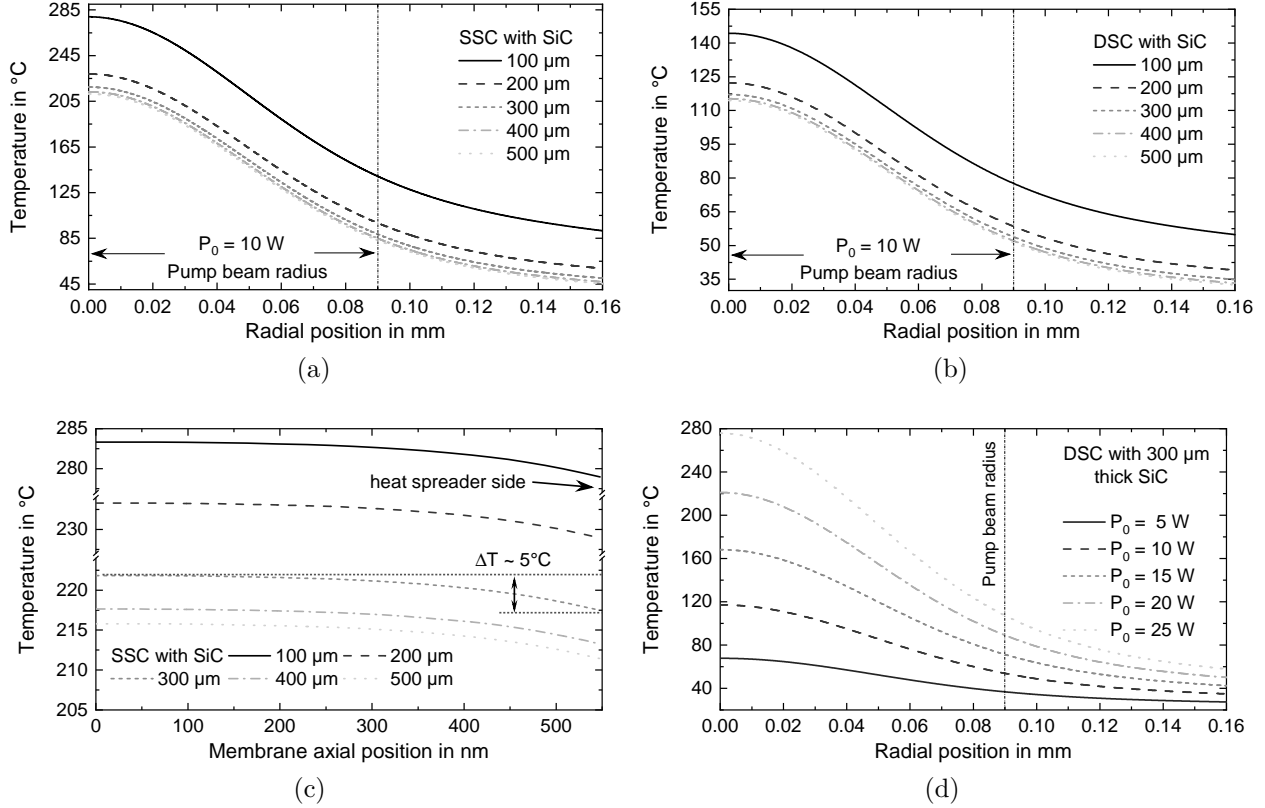 285
245
205
165
125
85
45
Temperature in °C
SSC with SiC
100 µm
200 µm
300 µm
400 µm
500 µm
P0 = 10 W
Pump beam radius
0.00 0.02 0.04 0.06 0.08 0.10 0.12 0.14 0.16
Radial position in mm
(a)
155
145
125
115
95
75
65
50
35
Temperature in °C
DSC with SiC
100 µm
200 µm
300 µm
400 µm
500 µm
P0 = 10 W
Pump beam radius
0.00 0.02 0.04 0.06 0.08 0.10 0.12 0.14 0.16
Radial position in mm
(b)
285
280
230
220
215
210
205
Temperature in °C
heat spreader side
ΔT ~ 5°C
SSC with SiC 100 µm 200 µm
300 µm 400 µm 500 µm
0 100 200 300 400 500
Membrane axial position in nm
(c)
280
240
200
160
120
80
40
Temperature in °C
Pump beam radius
DSC with 300 µm
thick SiC
P0 = 5 W
P0 = 10 W
P0 = 15 W
P0 = 20 W
P0 = 25 W
0.00 0.02 0.04 0.06 0.08 0.10 0.12 0.14 0.16
Radial position in mm
(d)